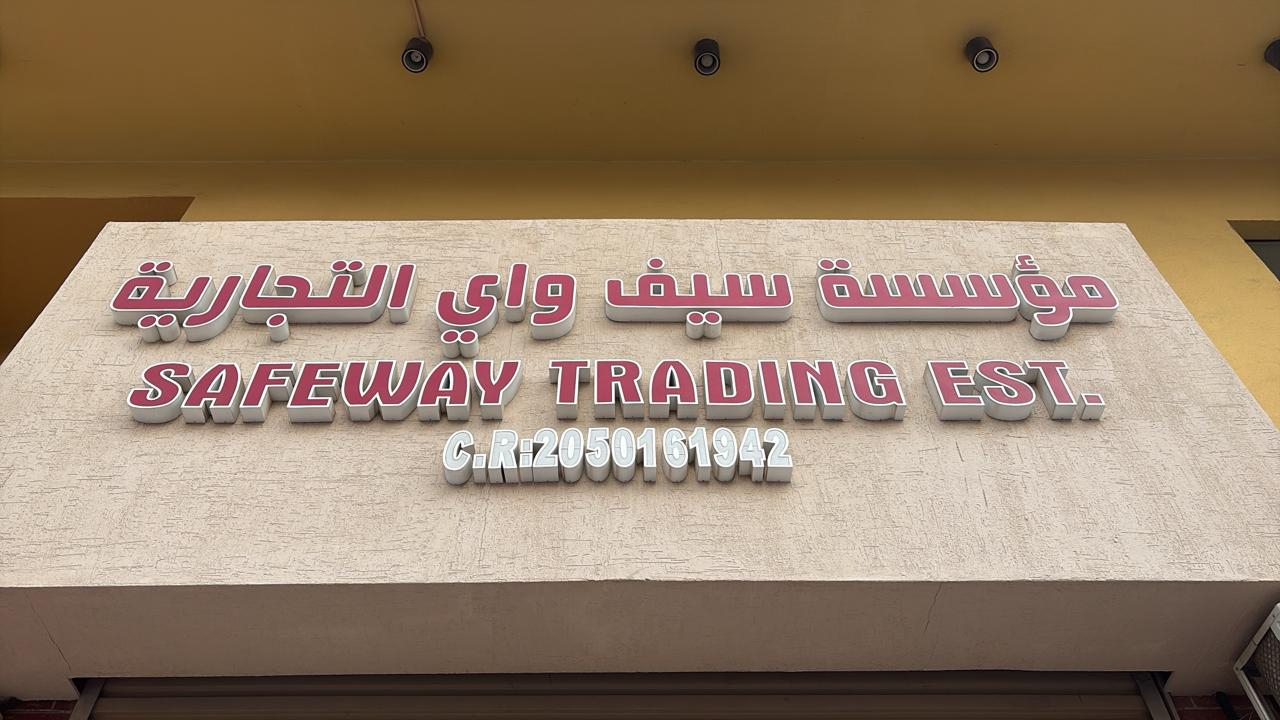 مؤسسة سيف واي التجارية
SAFEWAY TRADING EST.
C.R:2050161942